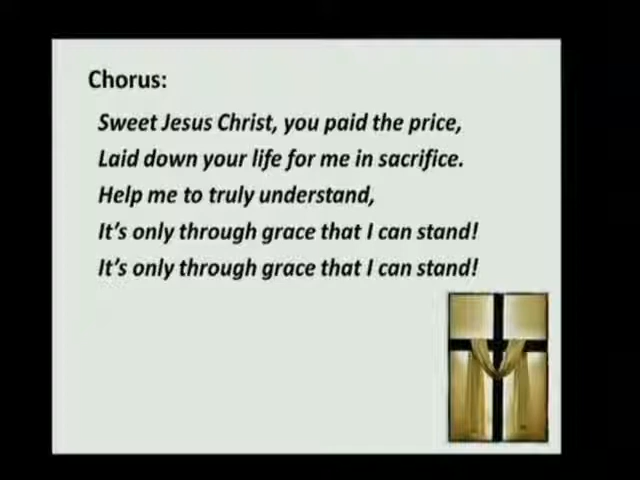 Chorus:
Sweet Jesus Christ, you paid the price,
Laid down your life for me in sacrifice.
Help me to truly understand,
It's only through grace that I can stand!
It's only through grace that I can stand!